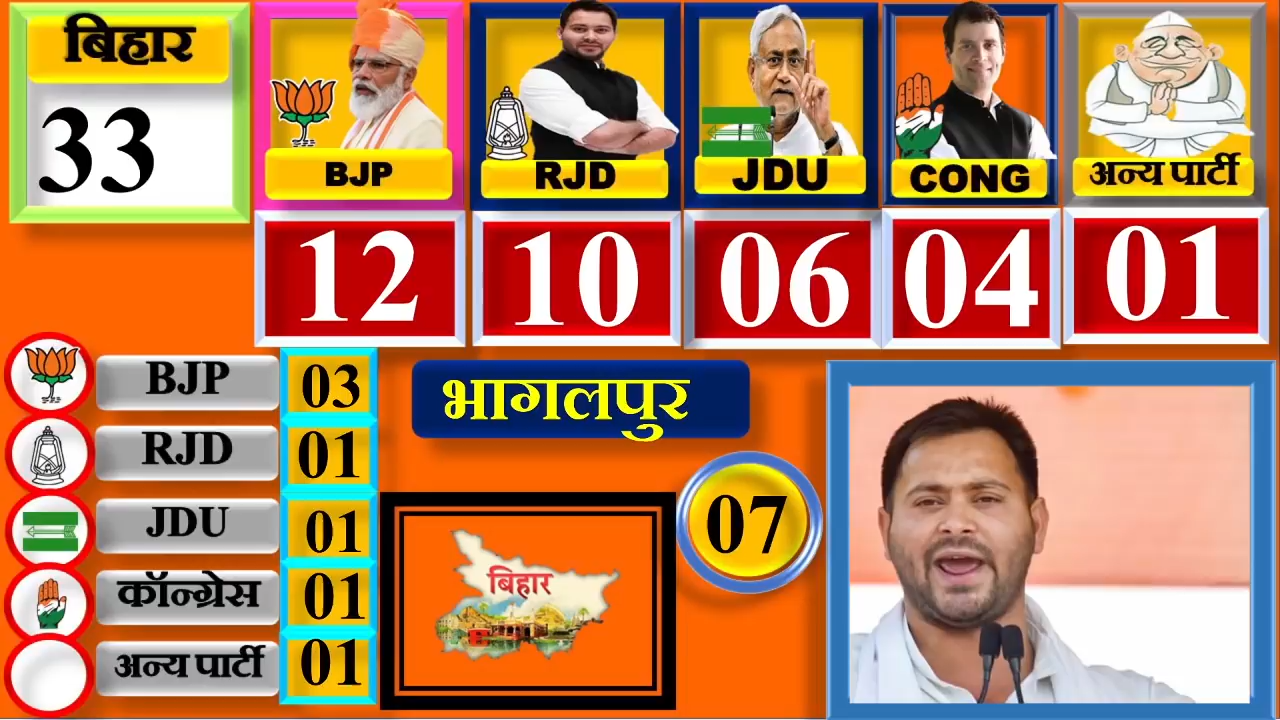 बिहार
33
BJP
RJD
JDU
CONG
अन्य पार्टी
12
10
06
04
01
BJP 03
RJD 01
JDU 01
कॉन्ग्रेस 01
अन्य पार्टी 01
भागलपुर
07
बिहार